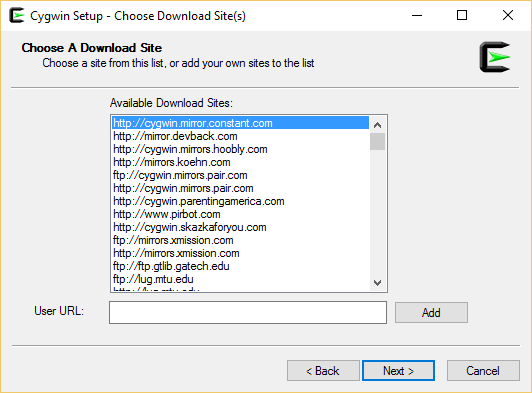 Cygwin Setup - Choose Download Site(s)
Choose A Download Site
Choose a site from this list, or add your own sites to the list
Available Download Sites:
http://cygwin.mirror.constant.com
http://mirror.devback.com
http://cygwin.mirrors.hoobly.com
http://mirrors.koehn.com
ftp://cygwin.mirrors.pair.com
http://cygwin.mirrors.pair.com
http://cygwin.parentingamerica.com
http://www.pirbot.com
http://cygwin.skazkaforyou.com
ftp://mirrors.xmission.com
http://mirrors.xmission.com
ftp://ftp.gtlib.gatech.edu
ftp://lug.mtu.edu
http://lug.mtu.edu
User URL:
Add
< Back
Next >
Cancel